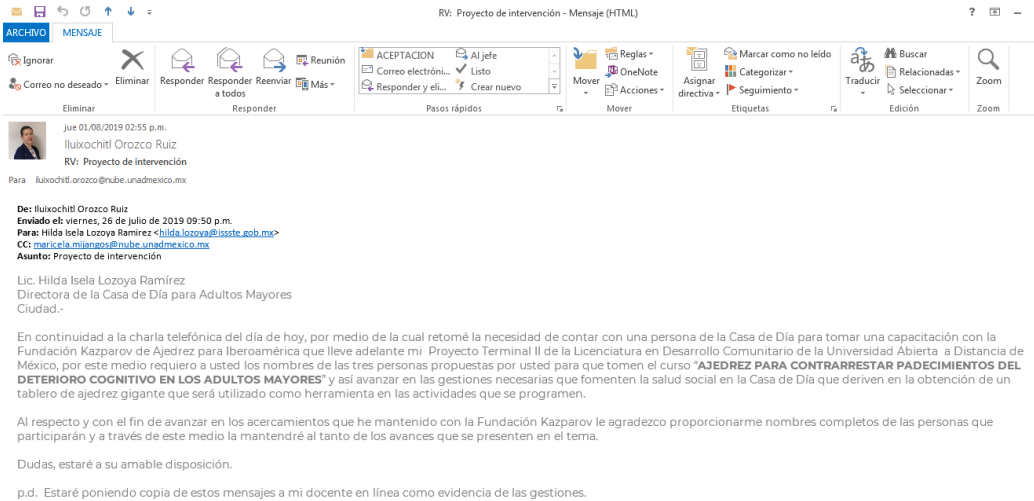 RV: Proyecto de intervención - Mensaje (HTML)
ARCHIVO MENSAJE
Ignorar
Correo no deseado
Eliminar
Responder
Responder a todos
Reenviar
Reunión
Más
ACEPTACION
Correo electróni...
Responder y eli...
Al jefe
Listo
Crear nuevo
Mover
Reglas
OneNote
Acciones
Asignar directiva
Marcar como no leído
Categorizar
Seguimiento
Traducir
Buscar
Relacionadas
Seleccionar
Zoom
Eliminar Responder Pasos rápidos Mover Etiquetas Edición Zoom
jue 01/08/2019 02:55 p.m.
Iluixochitl Orozco Ruiz
RV: Proyecto de intervención
Para iluixochitl.orozco@nube.unadmexico.mx
De: Iluixochitl Orozco Ruiz
Enviado el: viernes, 26 de julio de 2019 09:50 p.m.
Para: Hilda Isela Lozoya Ramirez <hilda.lozoya@issste.gob.mx>
CC: maricela.mijangos@nube.unadmexico.mx
Asunto: Proyecto de intervención
Lic. Hilda Isela Lozoya Ramírez
Directora de la Casa de Día para Adultos Mayores
Ciudad.-
En continuidad a la charla telefónica del día de hoy, por medio de la cual retomé la necesidad de contar con una persona de la Casa de Día para tomar una capacitación con la
Fundación Kazparov de Ajedrez para Iberoamérica que lleve adelante mi Proyecto Terminal II de la Licenciatura en Desarrollo Comunitario de la Universidad Abierta a Distancia de
México, por este medio requiero a usted los nombres de las tres personas propuestas por usted para que tomen el curso “AJEDREZ PARA CONTRARRESTAR PADECIMIENTOS DEL
DETERIORO COGNITIVO EN LOS ADULTOS MAYORES” y así avanzar en las gestiones necesarias que fomenten la salud social en la Casa de Día que deriven en la obtención de un
tablero de ajedrez gigante que será utilizado como herramienta en las actividades que se programen.
Al respecto y con el fin de avanzar en los acercamientos que he mantenido con la Fundación Kazparov le agradezco proporcionarme nombres completos de las personas que
participarán y a través de este medio la mantendré al tanto de los avances que se presenten en el tema.
Dudas, estaré a su amable disposición.
p.d. Estaré poniendo copia de estos mensajes a mi docente en línea como evidencia de las gestiones.